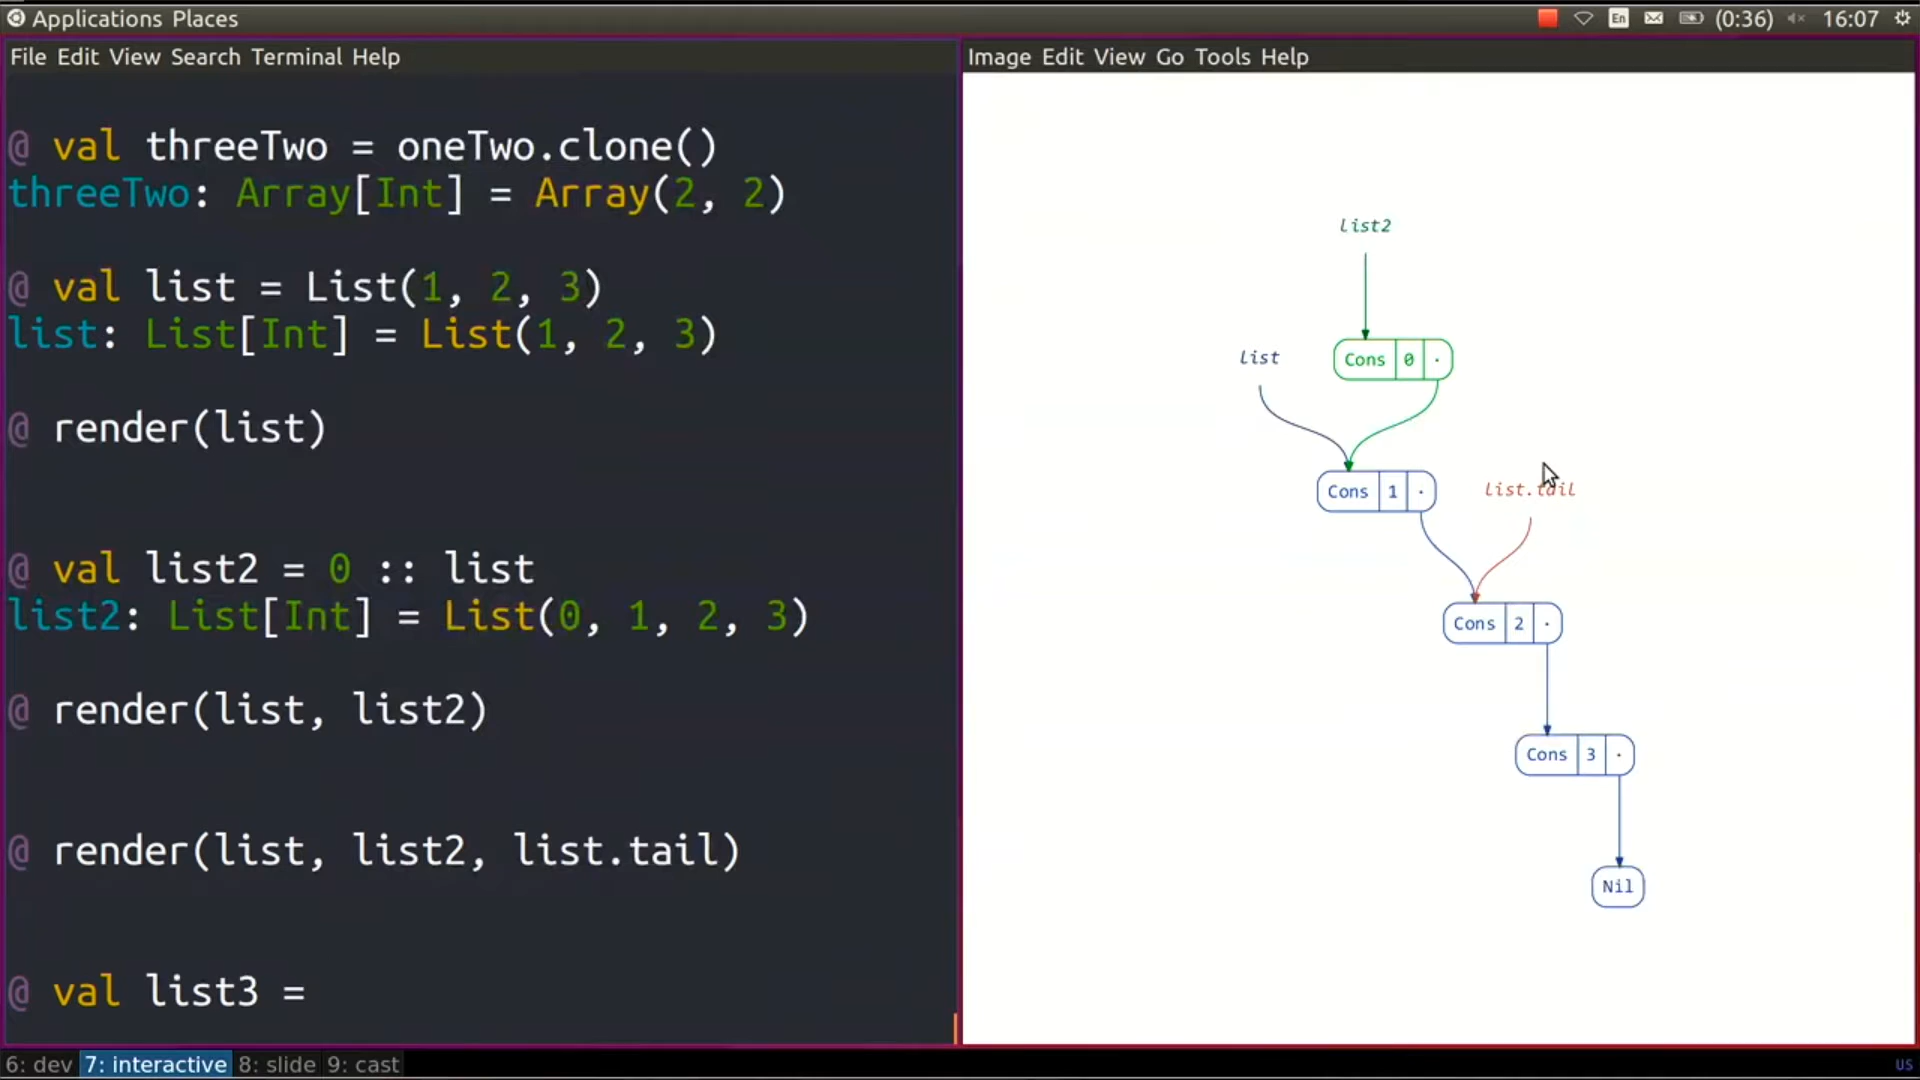 Applications Places
En (0:36) 16:07
File Edit View Search Terminal Help
@ val threeTwo = oneTwo.clone()
threeTwo: Array[Int] = Array(2, 2)
@ val list = List(1, 2, 3)
list: List[Int] = List(1, 2, 3)
@ render(list)
@ val list2 = 0 :: list
list2: List[Int] = List(0, 1, 2, 3)
@ render(list, list2)
@ render(list, list2, list.tail)
@ val list3 =
Image Edit View Go Tools Help
list2
list
Cons 0 ·
Cons 1 ·
list.tail
Cons 2 ·
Cons 3 ·
Nil
6: dev 7: interactive 8: slide 9: cast
US